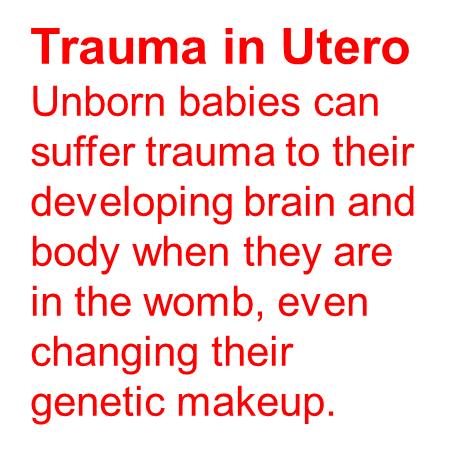 Trauma in Utero
Unborn babies can
suffer trauma to their
developing brain and
body when they are
in the womb, even
changing their
genetic makeup.